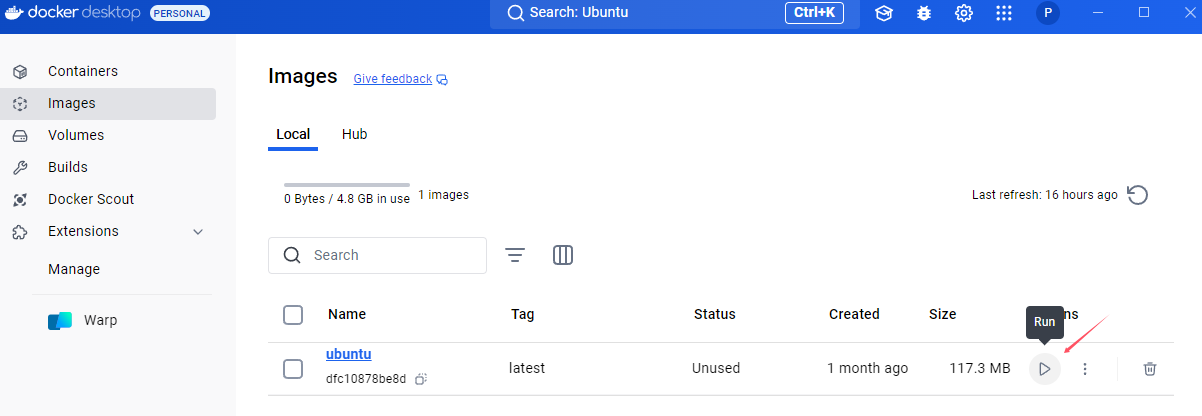 docker desktop PERSONAL Search: Ubuntu Ctrl+K P
Containers
Images
Volumes
Builds
Docker Scout
Extensions
Manage
Warp
Images Give feedback
Local Hub
0 Bytes / 4.8 GB in use 1 images Last refresh: 16 hours ago
Search
Run
Name Tag Status Created Size ns
ubuntu
dfc10878be8d latest Unused 1 month ago 117.3 MB